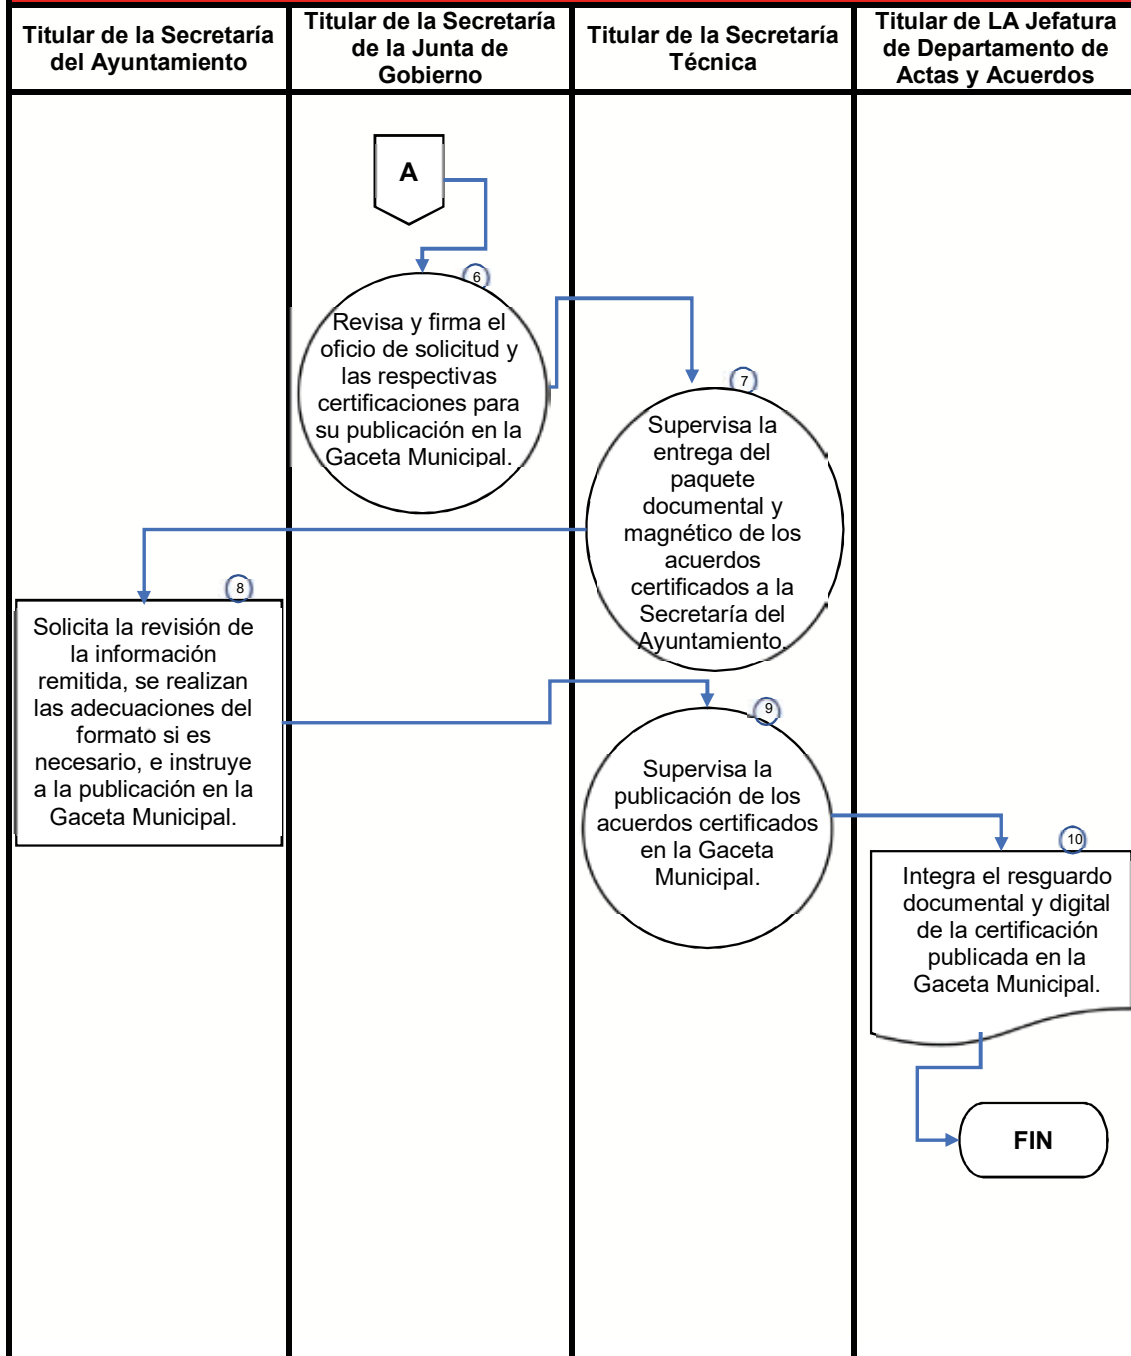 Titular de la Secretaría
del Ayuntamiento
Titular de la Secretaría
de la Junta de
Gobierno
Titular de la Secretaría
Técnica
Titular de LA Jefatura
de Departamento de
Actas y Acuerdos
A
6
Revisa y firma el
oficio de solicitud y
las respectivas
certificaciones para
su publicación en la
Gaceta Municipal.
7
Supervisa la
entrega del
paquete
documental y
magnético de los
acuerdos
certificados a la
Secretaría del
Ayuntamiento.
8
Solicita la revisión de
la información
remitida, se realizan
las adecuaciones del
formato si es
necesario, e instruye
a la publicación en la
Gaceta Municipal.
9
Supervisa la
publicación de los
acuerdos certificados
en la Gaceta
Municipal.
10
Integra el resguardo
documental y digital
de la certificación
publicada en la
Gaceta Municipal.
FIN